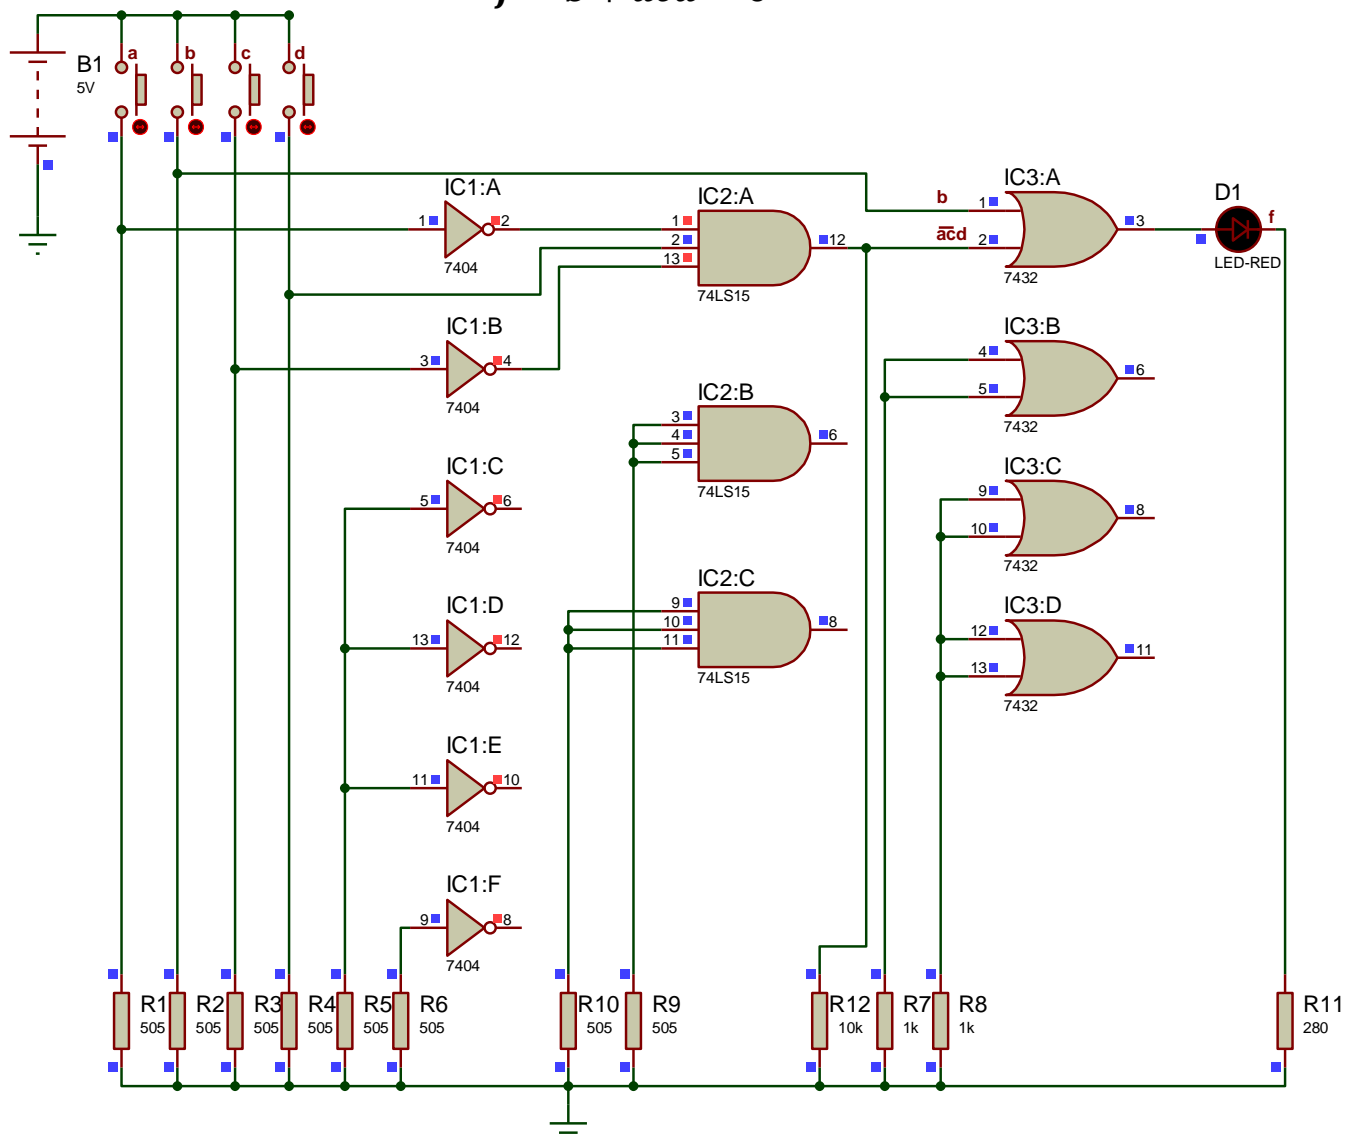 a b c d
B1
5V
IC1:A
1 2
7404
IC1:B
3 4
7404
IC1:C
5 6
7404
IC1:D
13 12
7404
IC1:E
11 10
7404
IC1:F
9 8
7404
IC2:A
1
2 12
13
74LS15
IC2:B
3
4 6
5
74LS15
IC2:C
9
10 8
11
74LS15
IC3:A
b 1
a̅c̅d 2
3
7432
IC3:B
4
5
6
7432
IC3:C
9
10
8
7432
IC3:D
12
13
11
7432
D1
f
LED-RED
R1
505
R2
505
R3
505
R4
505
R5
505
R6
505
R10
505
R9
505
R12
10k
R7
1k
R8
1k
R11
280